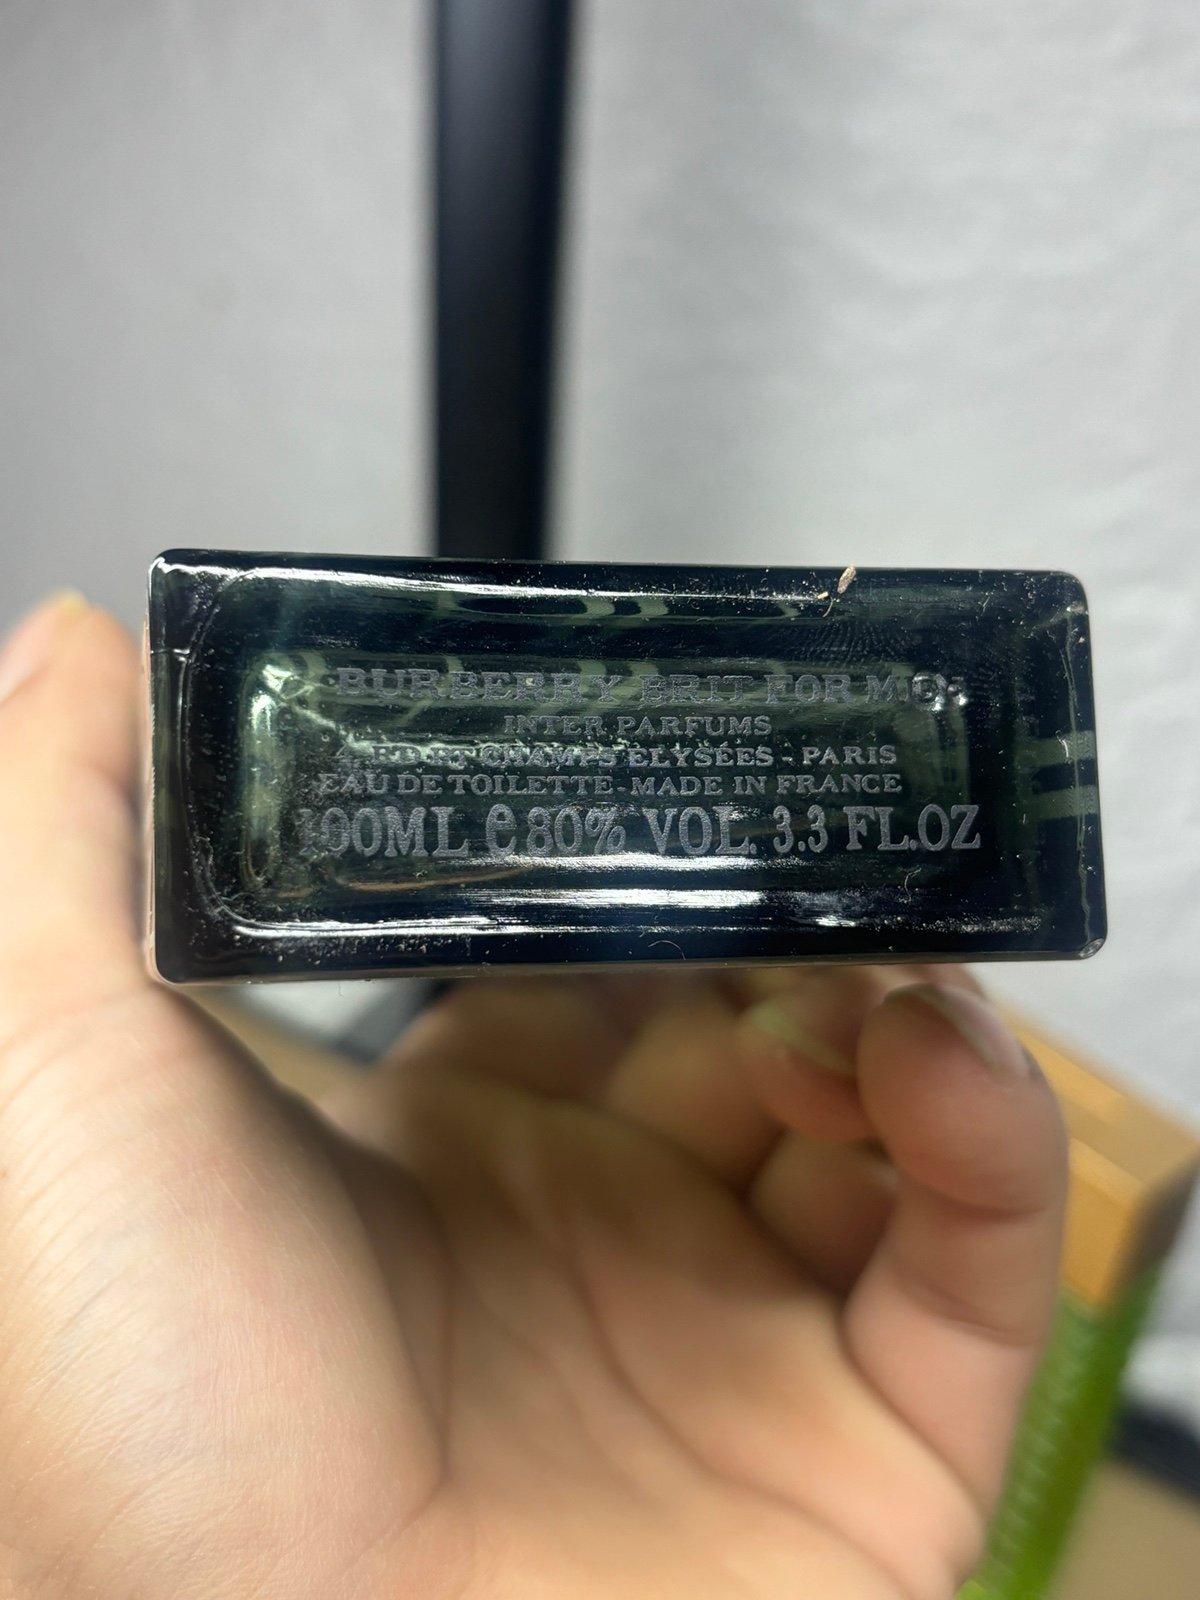 BURBERRY BRIT FOR
INTER PARFUMS
CHAMPS ELYSÉES - PARIS
EAU DE TOILETTE-MADE IN FRANCE
100ML e 80% VOL. 3.3 FL.OZ